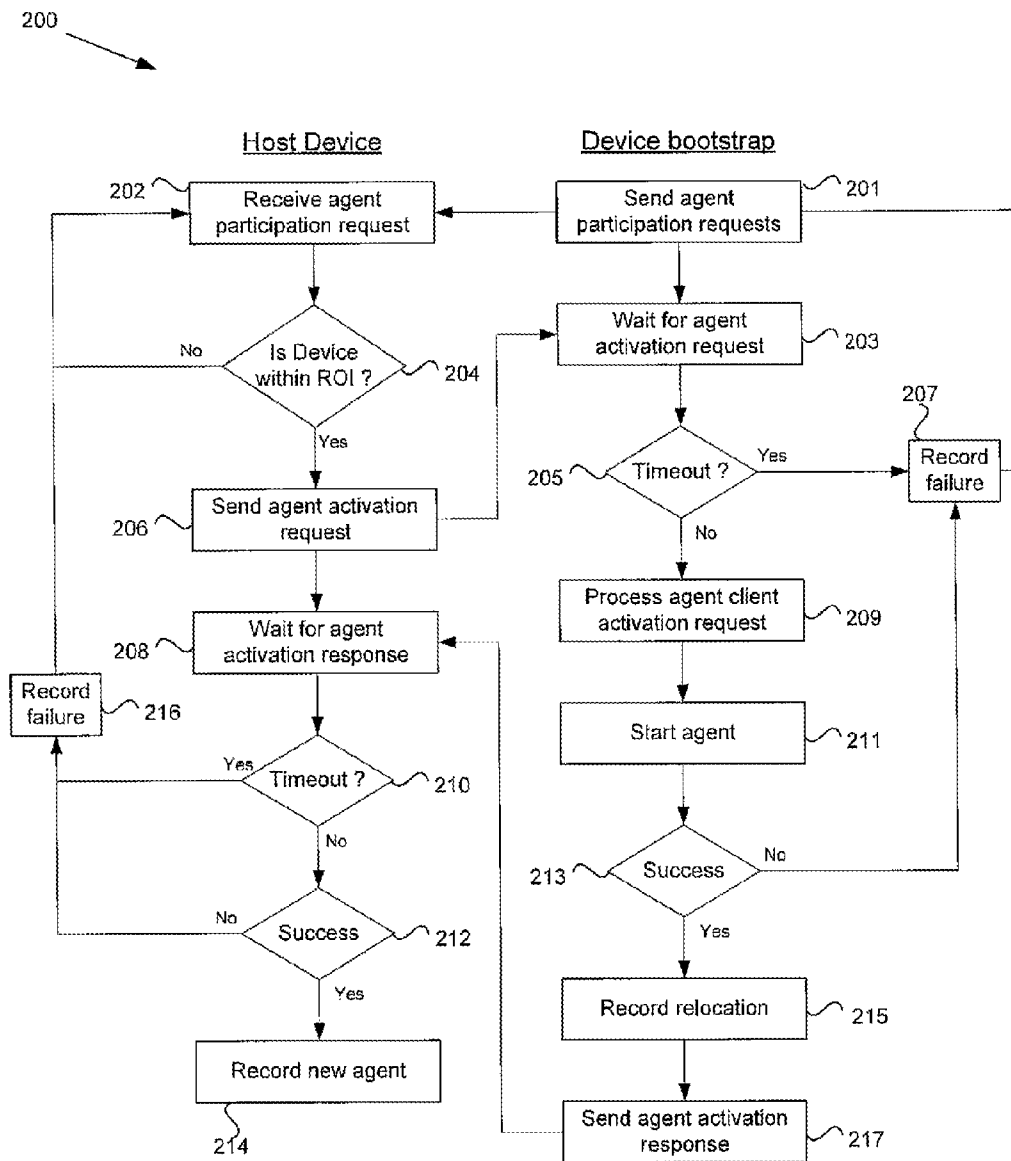 200
Host Device
Device bootstrap
202
Receive agent
participation request
Send agent
participation requests
201
Wait for agent
activation request
203
No
Is Device
within ROI ?
204
Yes
207
Record
failure
205
Timeout ?
Yes
No
206
Send agent activation
request
Process agent client
activation request
209
208
Wait for agent
activation response
Record
failure
216
Start agent
211
Yes
Timeout ?
210
No
213
Success
No
Yes
No
Success
212
Yes
Record relocation
215
Record new agent
214
Send agent activation
response
217